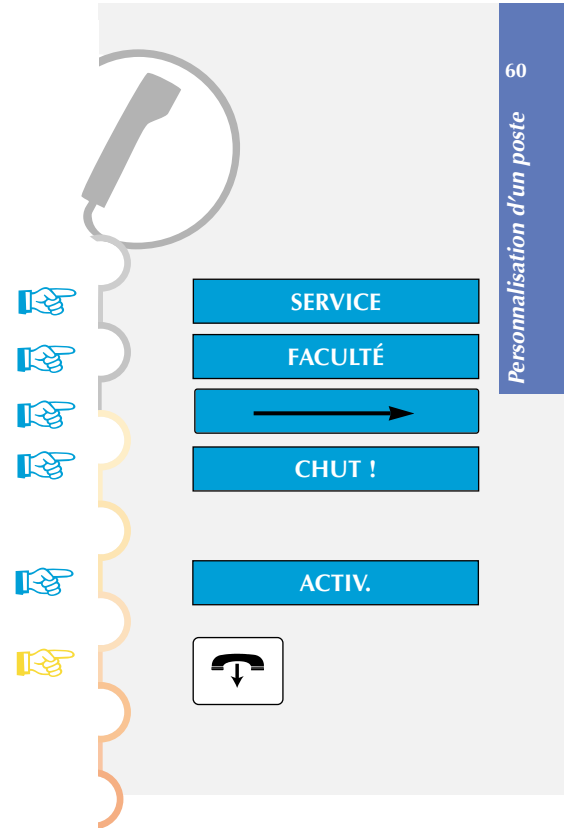 60
Personnalisation d'un poste
SERVICE
FACULTÉ
CHUT !
ACTIV.